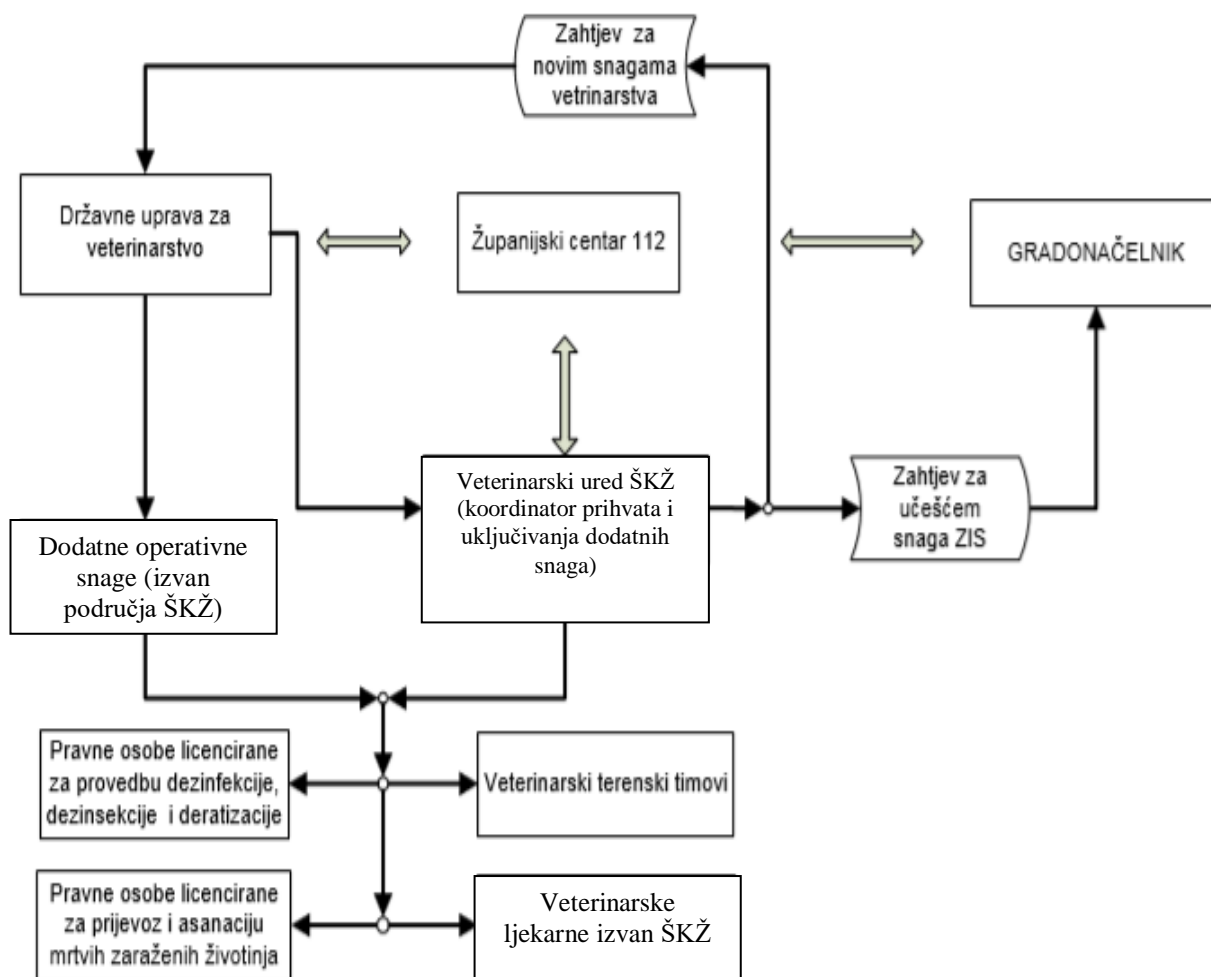 Zahtjev za
novim snagama
vetrinarstva
Državne uprava za
veterinarstvo
Županijski centar 112
GRADONAČELNIK
Veterinarski ured ŠKŽ
(koordinator prihvata i
uključivanja dodatnih
snaga)
Zahtjev za
učešćem
snaga ZIS
Dodatne operativne
snage (izvan
područja ŠKŽ)
Pravne osobe licencirane
za provedbu dezinfekcije,
dezinsekcije i deratizacije
Veterinarski terenski timovi
Pravne osobe licencirane
za prijevoz i asanaciju
mrtvih zaraženih životinja
Veterinarske
ljekarne izvan ŠKŽ